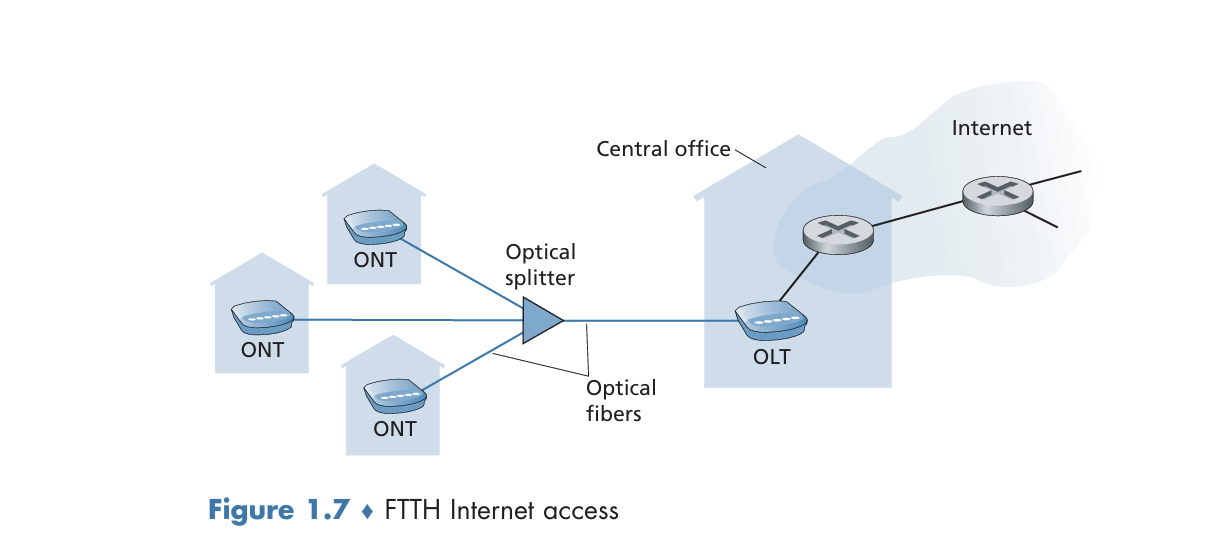 Internet
Central office
ONT
Optical
splitter
ONT
OLT
Optical
fibers
ONT
Figure 1.7 ♦ FTTH Internet access